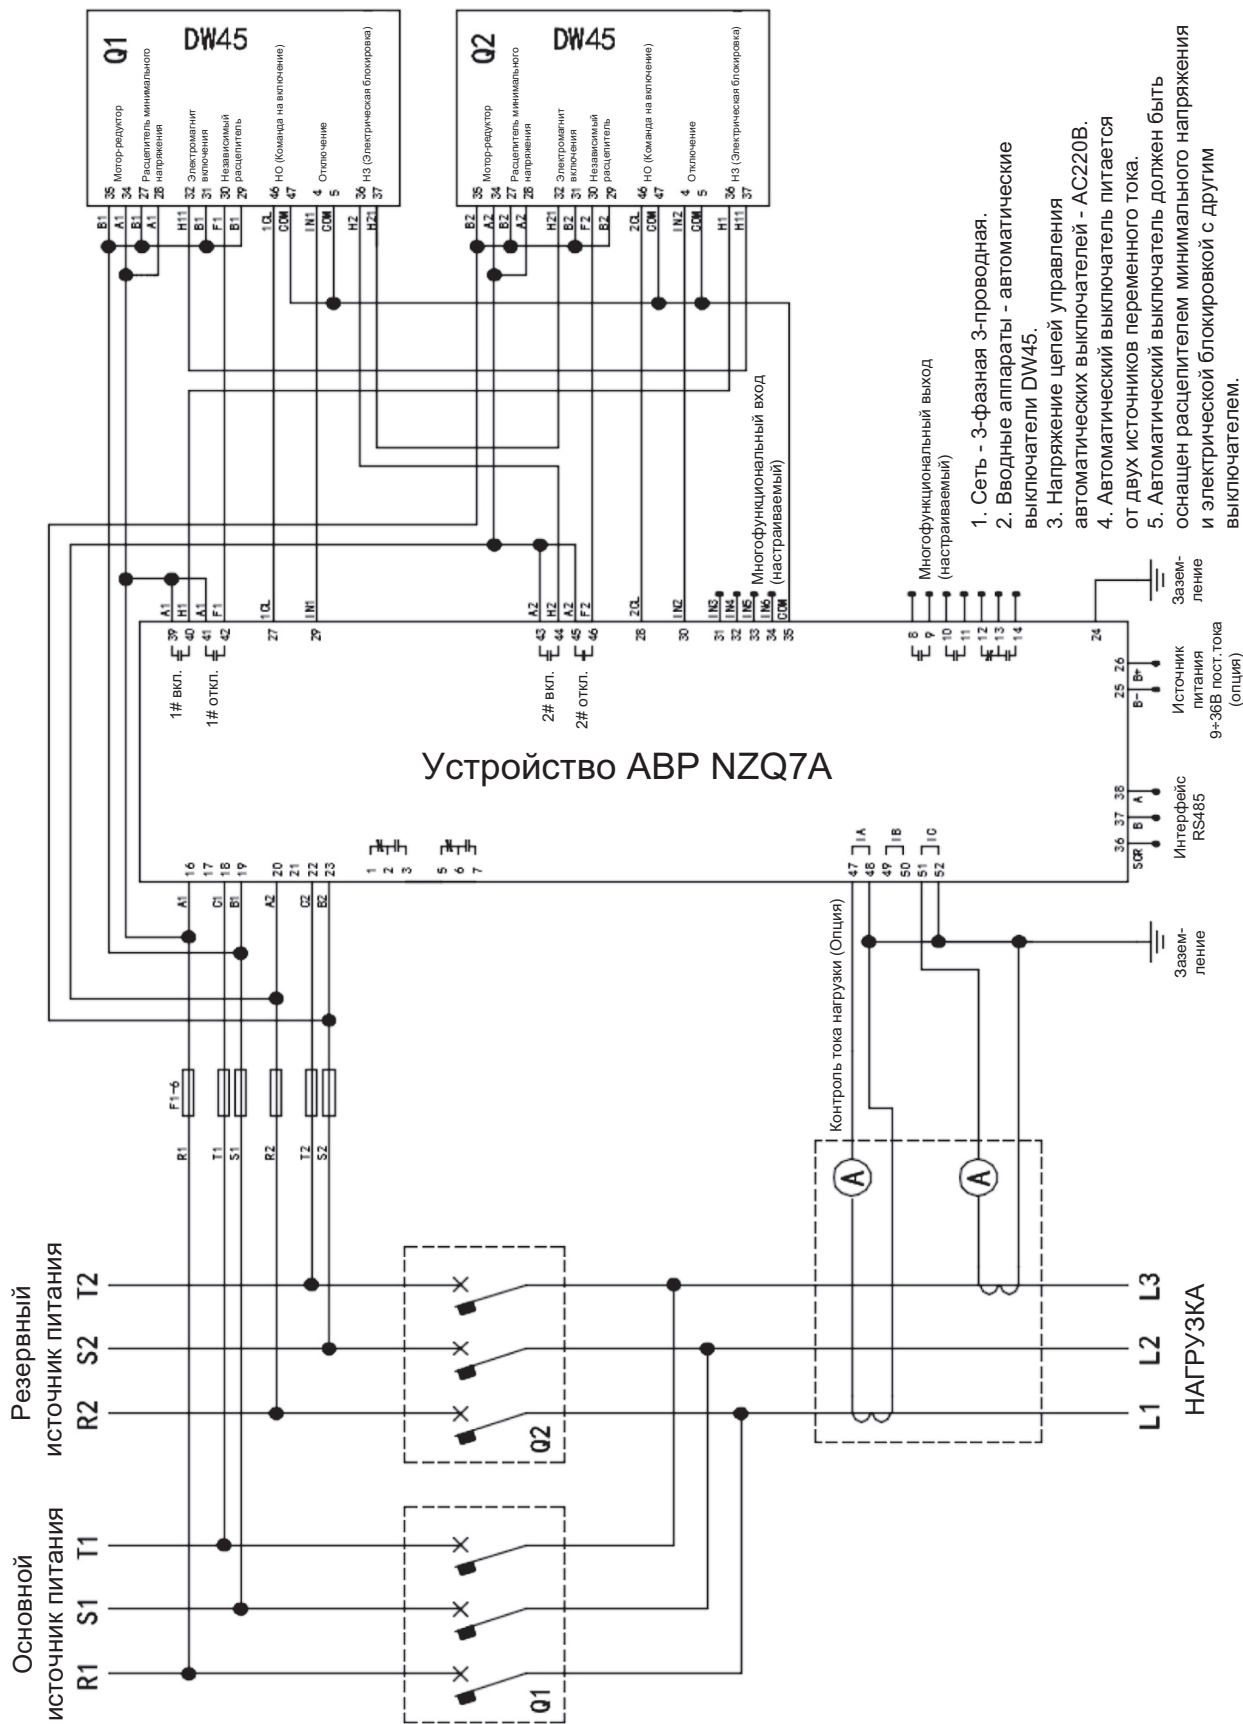 Основной
источник питания
R1 S1 T1
Резервный
источник питания
R2 S2 T2
Q1
Q2
R1
T1
S1
R2
T2
S2
F1-6
A1
C1
B1
A2
C2
B2
16
17
18
19
20
21
22
23
1
2
3
5
6
7
Устройство АВР NZQ7A
1# вкл.
1# откл.
2# вкл.
2# откл.
39
40
41
42
27
29
43
44
45
46
28
30
31
32
33
34
35
A1
H1
A1
F1
1CL
IN1
A2
H2
A2
F2
2CL
IN2
IN3
IN4
IN5
IN6
COM
Многофункциональный вход
(настраиваемый)
8
9
10
11
12
13
14
Многофункциональный выход
(настраиваемый)
24
Зазем-
ление
Q1
DW45
35 Мотор-редуктор
34
27 Расцепитель минимального
28 напряжения
32 Электромагнит
31 включения
30 Независимый
29 расцепитель
46 НО (Команда на включение)
47
4 Отключение
5
36 НЗ (Электрическая блокировка)
37
B1
A1
B1
A1
H11
B1
F1
B1
1CL
COM
IN1
COM
H2
H21
Q2
DW45
35 Мотор-редуктор
34
27 Расцепитель минимального
28 напряжения
32 Электромагнит
31 включения
30 Независимый
29 расцепитель
46 НО (Команда на включение)
47
4 Отключение
5
36 НЗ (Электрическая блокировка)
37
B2
A2
B2
A2
H21
B2
F2
B2
2CL
COM
IN2
COM
H1
H11
47
48
49
50
51
52
IA
IB
IC
36 37 38
SCR B A
Интерфейс
RS485
25 26
B- B+
Источник
питания
9÷36В пост.тока
(опция)
Контроль тока нагрузки (Опция)
A
A
Зазем-
ление
L1 L2 L3
НАГРУЗКА
1. Сеть - 3-фазная 3-проводная.
2. Вводные аппараты - автоматические
выключатели DW45.
3. Напряжение цепей управления
автоматических выключателей - AC220В.
4. Автоматический выключатель питается
от двух источников переменного тока.
5. Автоматический выключатель должен быть
оснащен расцепителем минимального напряжения
и электрической блокировкой с другим
выключателем.